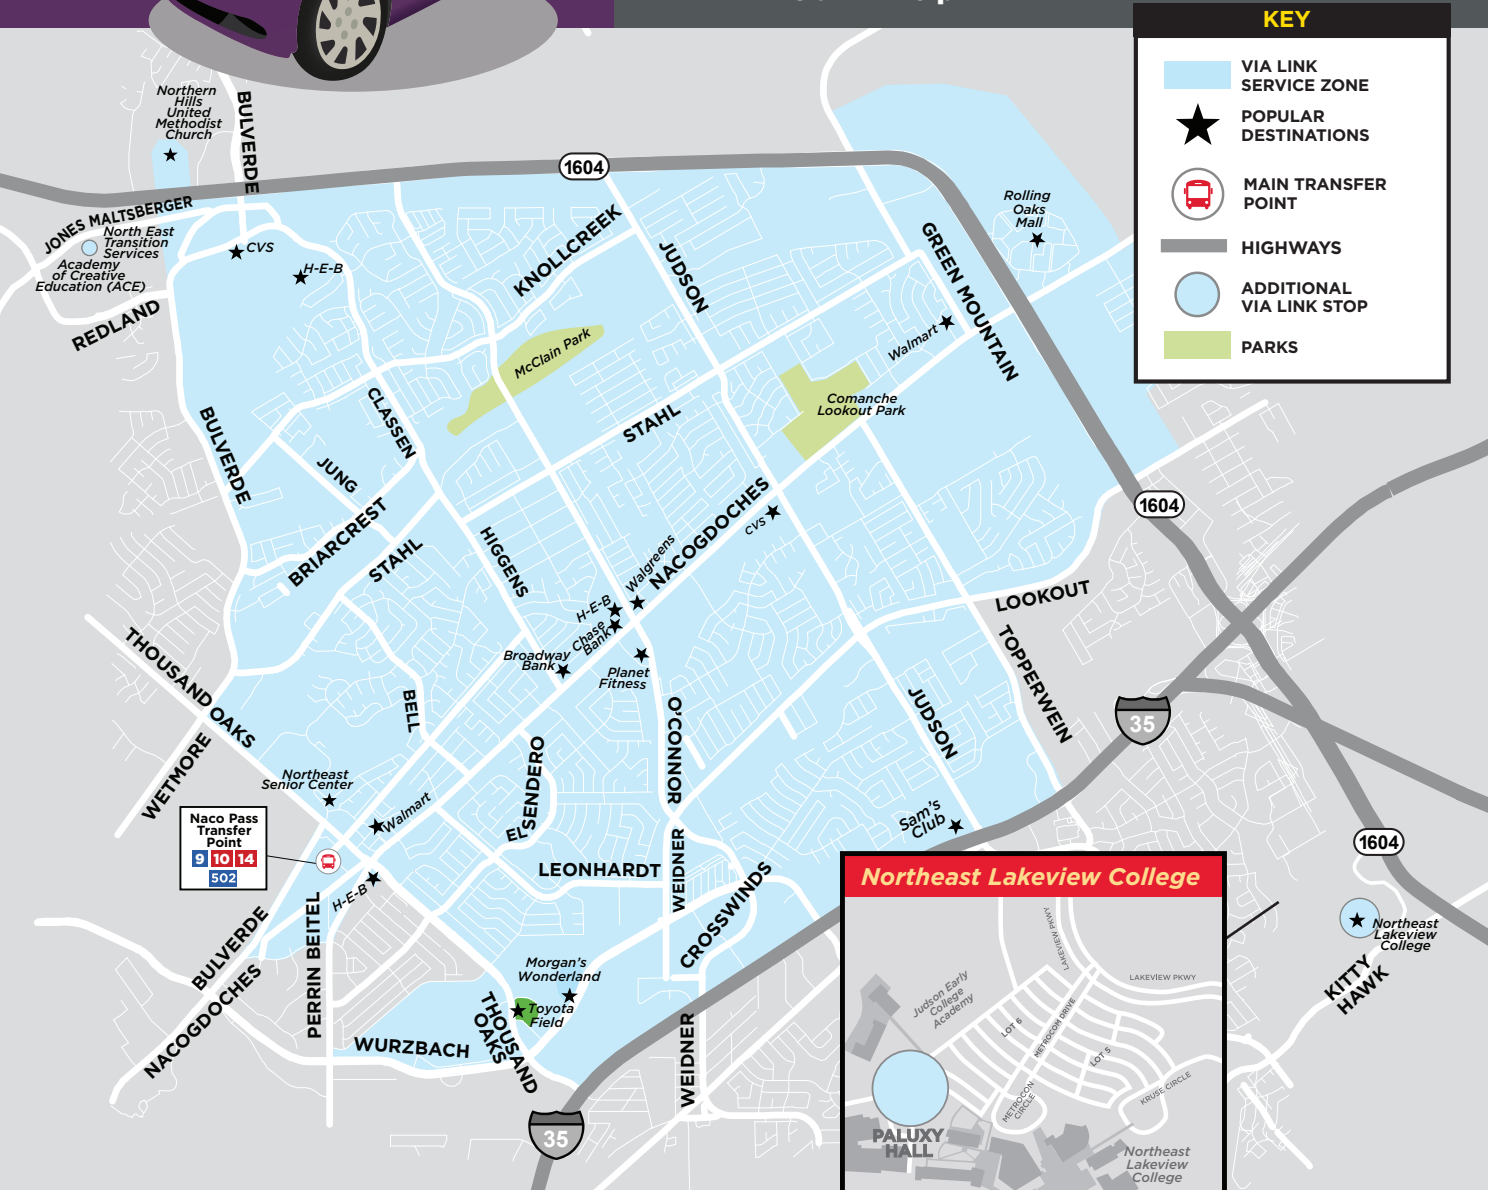 KEY
VIA LINK
SERVICE ZONE
POPULAR
DESTINATIONS
MAIN TRANSFER
POINT
HIGHWAYS
ADDITIONAL
VIA LINK STOP
PARKS
Northern
Hills
United
Methodist
Church
BULVERDE
1604
JONES MALTSBERGER
North East
Transition
Services
Academy
of Creative
Education (ACE)
REDLAND
CVS
H-E-B
KNOLLCREEK
JUDSON
GREEN MOUNTAIN
Rolling
Oaks
Mall
McClain Park
Walmart
Comanche
Lookout Park
CLASSEN
STAHL
BULVERDE
JUNG
BRIARCREST
STAHL
HIGGENS
NACOGDOCHES
CVS
1604
Walgreens
H-E-B
Chase
Bank
Broadway
Bank
Planet
Fitness
LOOKOUT
TOPPERWEIN
THOUSAND OAKS
WETMORE
BELL
O'CONNOR
JUDSON
35
EL SENDERO
Northeast
Senior Center
Walmart
Naco Pass
Transfer
Point
9 10 14
502
H-E-B
LEONHARDT
WEIDNER
CROSSWINDS
Sam's
Club
1604
BULVERDE
NACOGDOCHES
PERRIN BEITEL
Morgan's
Wonderland
Toyota
Field
THOUSAND
OAKS
WURZBACH
WEIDNER
35
Northeast
Lakeview
College
KITTY
HAWK
Northeast Lakeview College
LAKEVIEW PKWY
LAKEVIEW PKWY
Judson Early
College
Academy
LOT 6
METROCOM DRIVE
LOT 5
METROCON
CIRCLE
KRUSE CIRCLE
PALUXY
HALL
Northeast
Lakeview
College